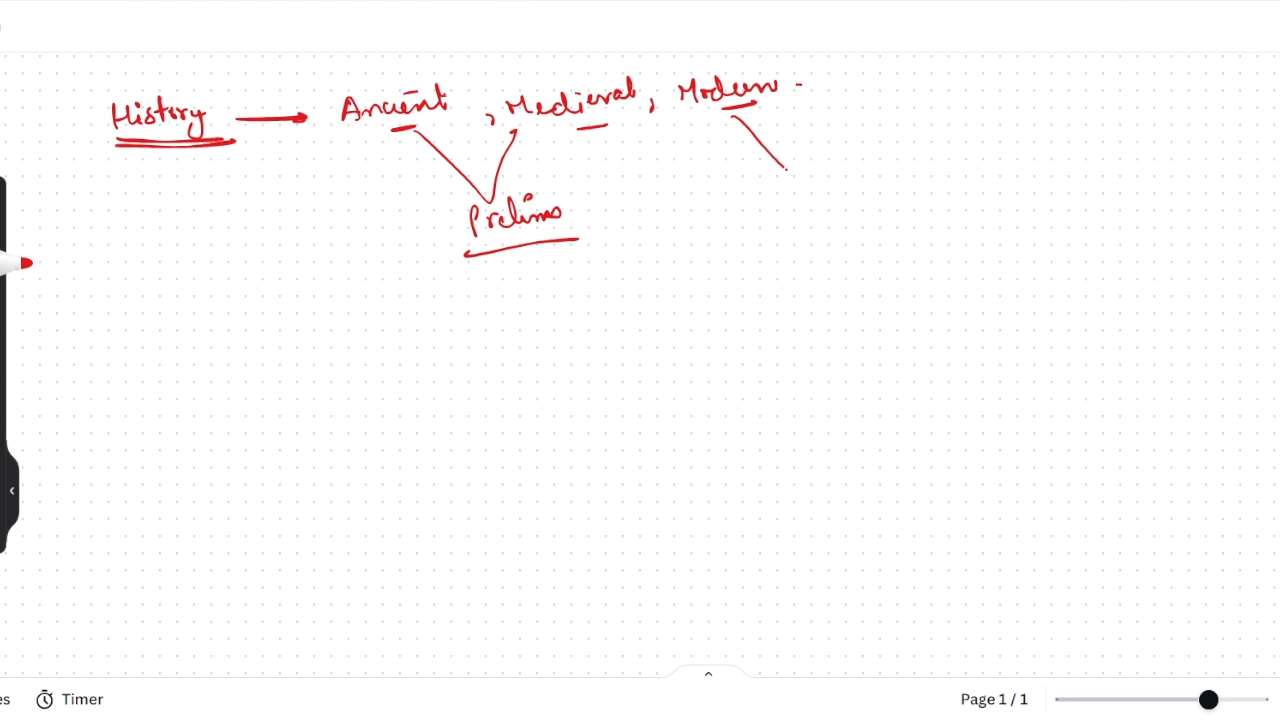 History → Ancient , Medieval , Modern -
Prelims
Timer
Page 1 / 1